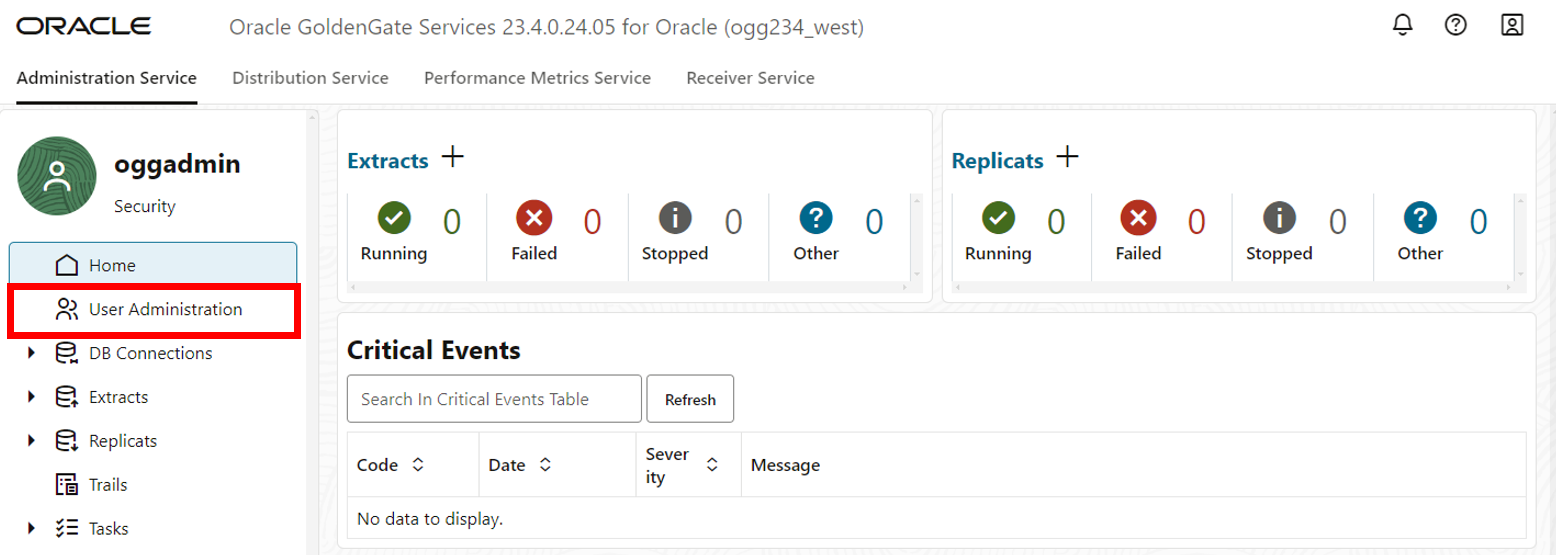 ORACLE
Oracle GoldenGate Services 23.4.0.24.05 for Oracle (ogg234_west)
Administration Service
Distribution Service
Performance Metrics Service
Receiver Service
oggadmin
Security
Home
User Administration
DB Connections
Extracts
Replicats
Trails
Tasks
Extracts
0
0
0
0
Running
Failed
Stopped
Other
Replicats
0
0
0
0
Running
Failed
Stopped
Other
Critical Events
Search In Critical Events Table
Refresh
Code
Date
Sever
ity
Message
No data to display.